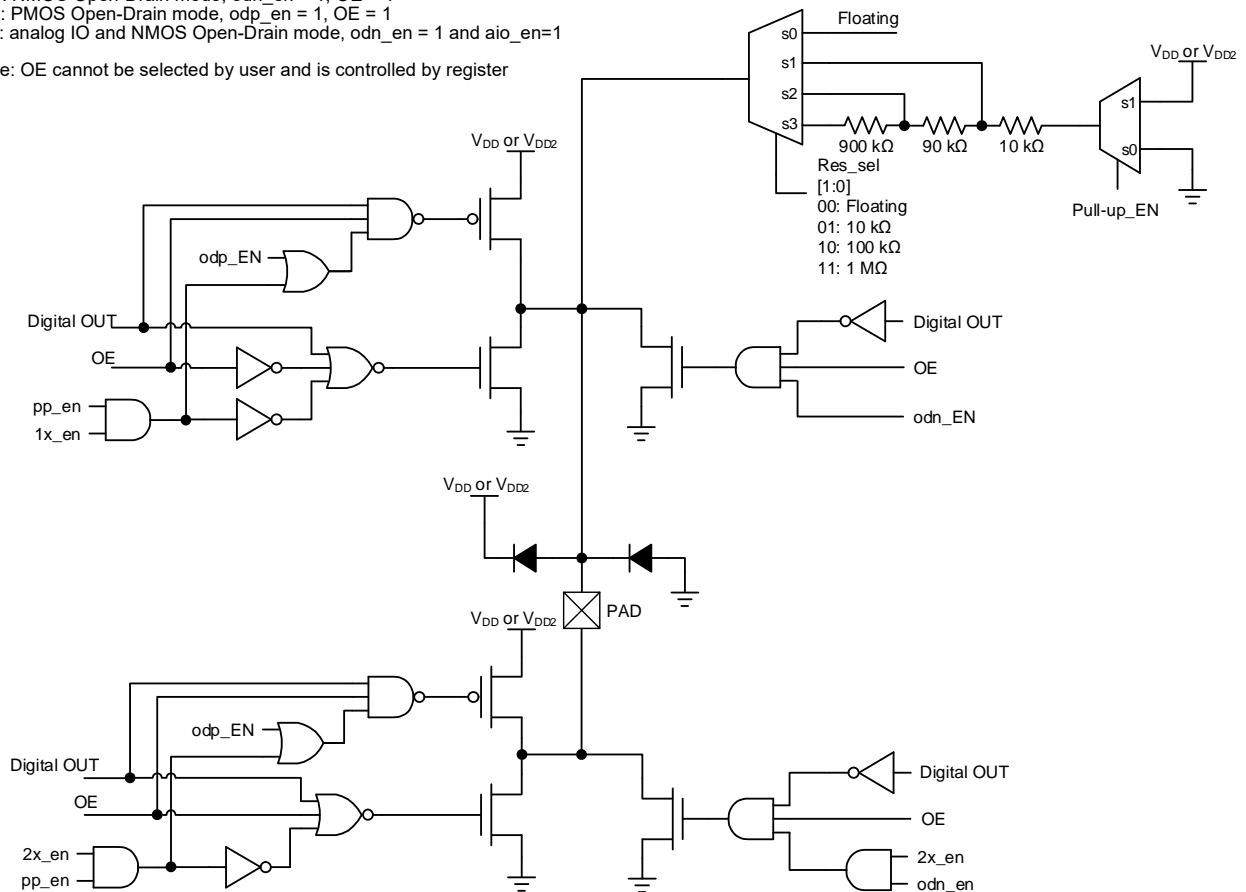 : PMOS Open-Drain mode, odp_en = 1, OE = 1
: analog IO and NMOS Open-Drain mode, odn_en = 1 and aio_en=1
e: OE cannot be selected by user and is controlled by register
Floating
s0
s1
s2
s3
900 kΩ
90 kΩ
10 kΩ
VDD or VDD2
s1
s0
Pull-up_EN
Res_sel
[1:0]
00: Floating
01: 10 kΩ
10: 100 kΩ
11: 1 MΩ
VDD or VDD2
odp_EN
Digital OUT
OE
pp_en
1x_en
Digital OUT
OE
odn_EN
VDD or VDD2
PAD
VDD or VDD2
odp_EN
Digital OUT
OE
2x_en
pp_en
Digital OUT
OE
2x_en
odn_en